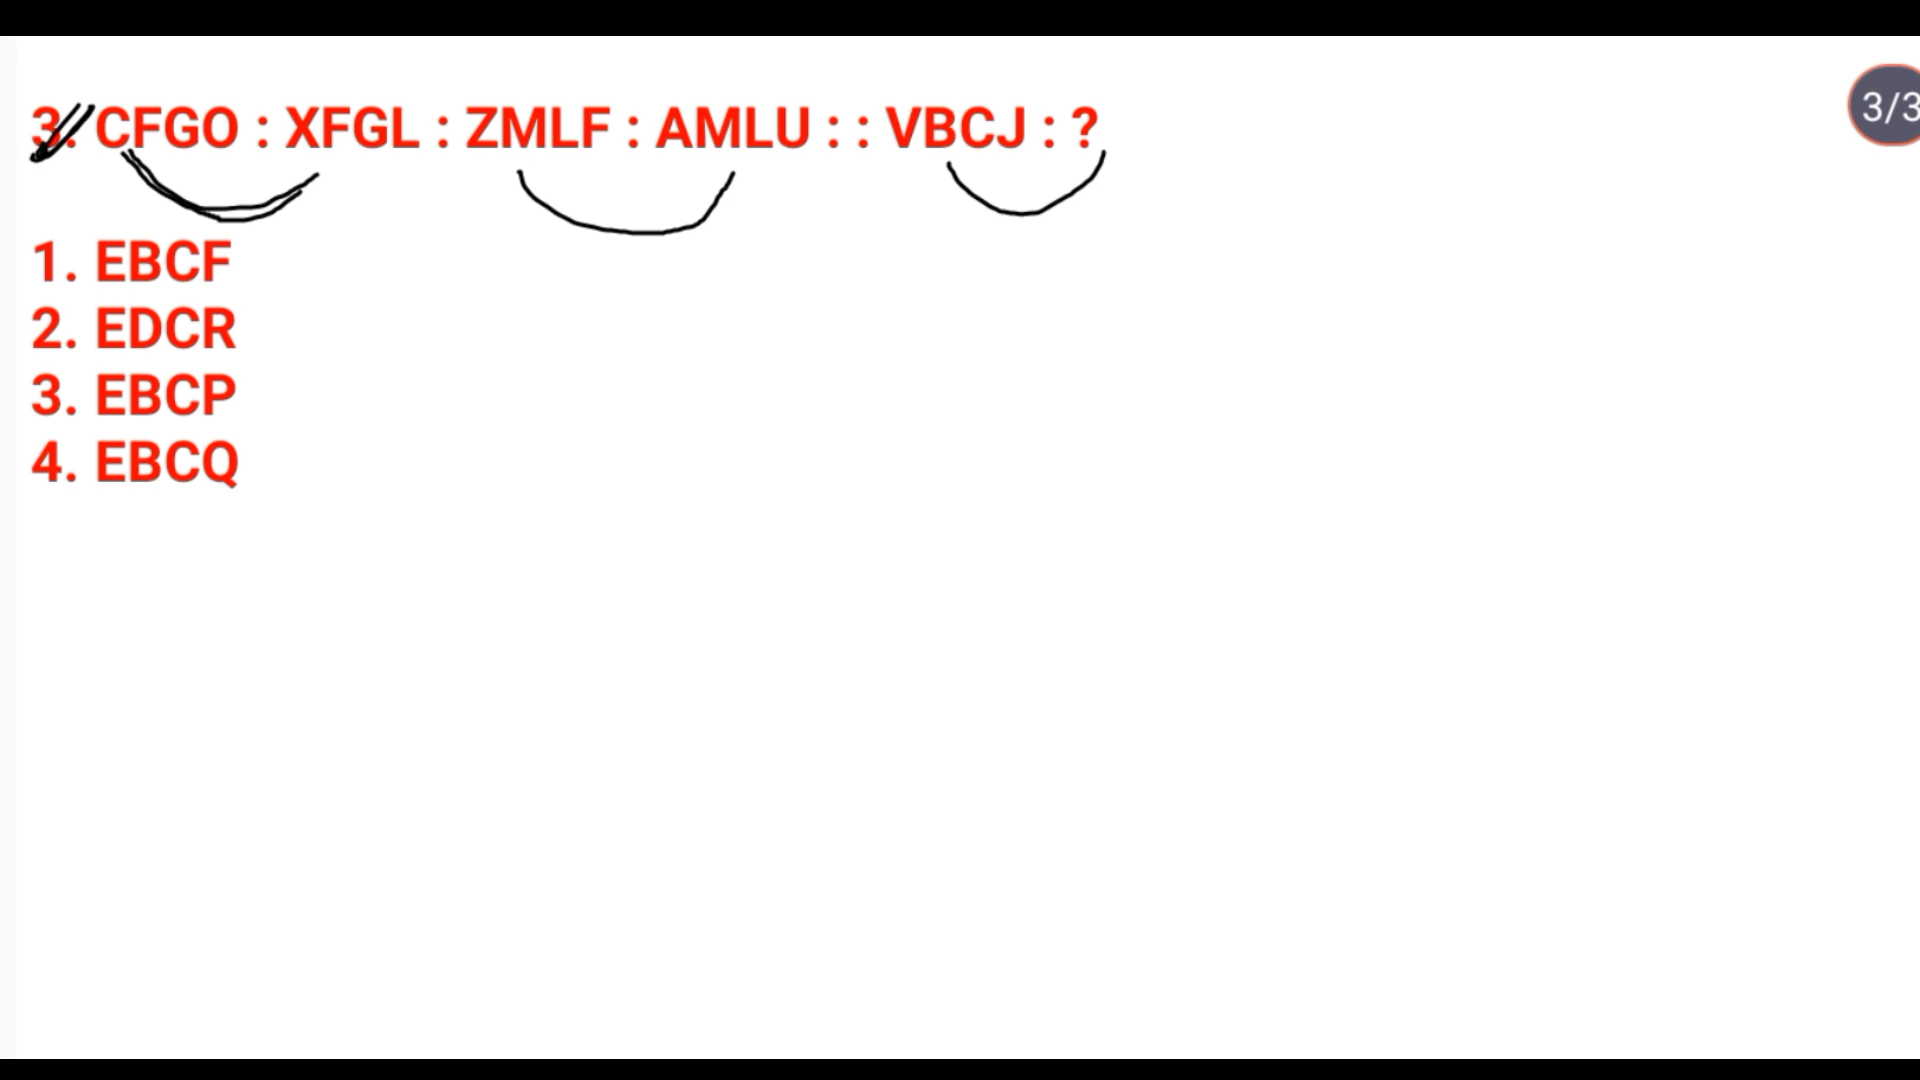 3. CFGO : XFGL : ZMLF : AMLU : : VBCJ : ?
3/3
1. EBCF
2. EDCR
3. EBCP
4. EBCQ